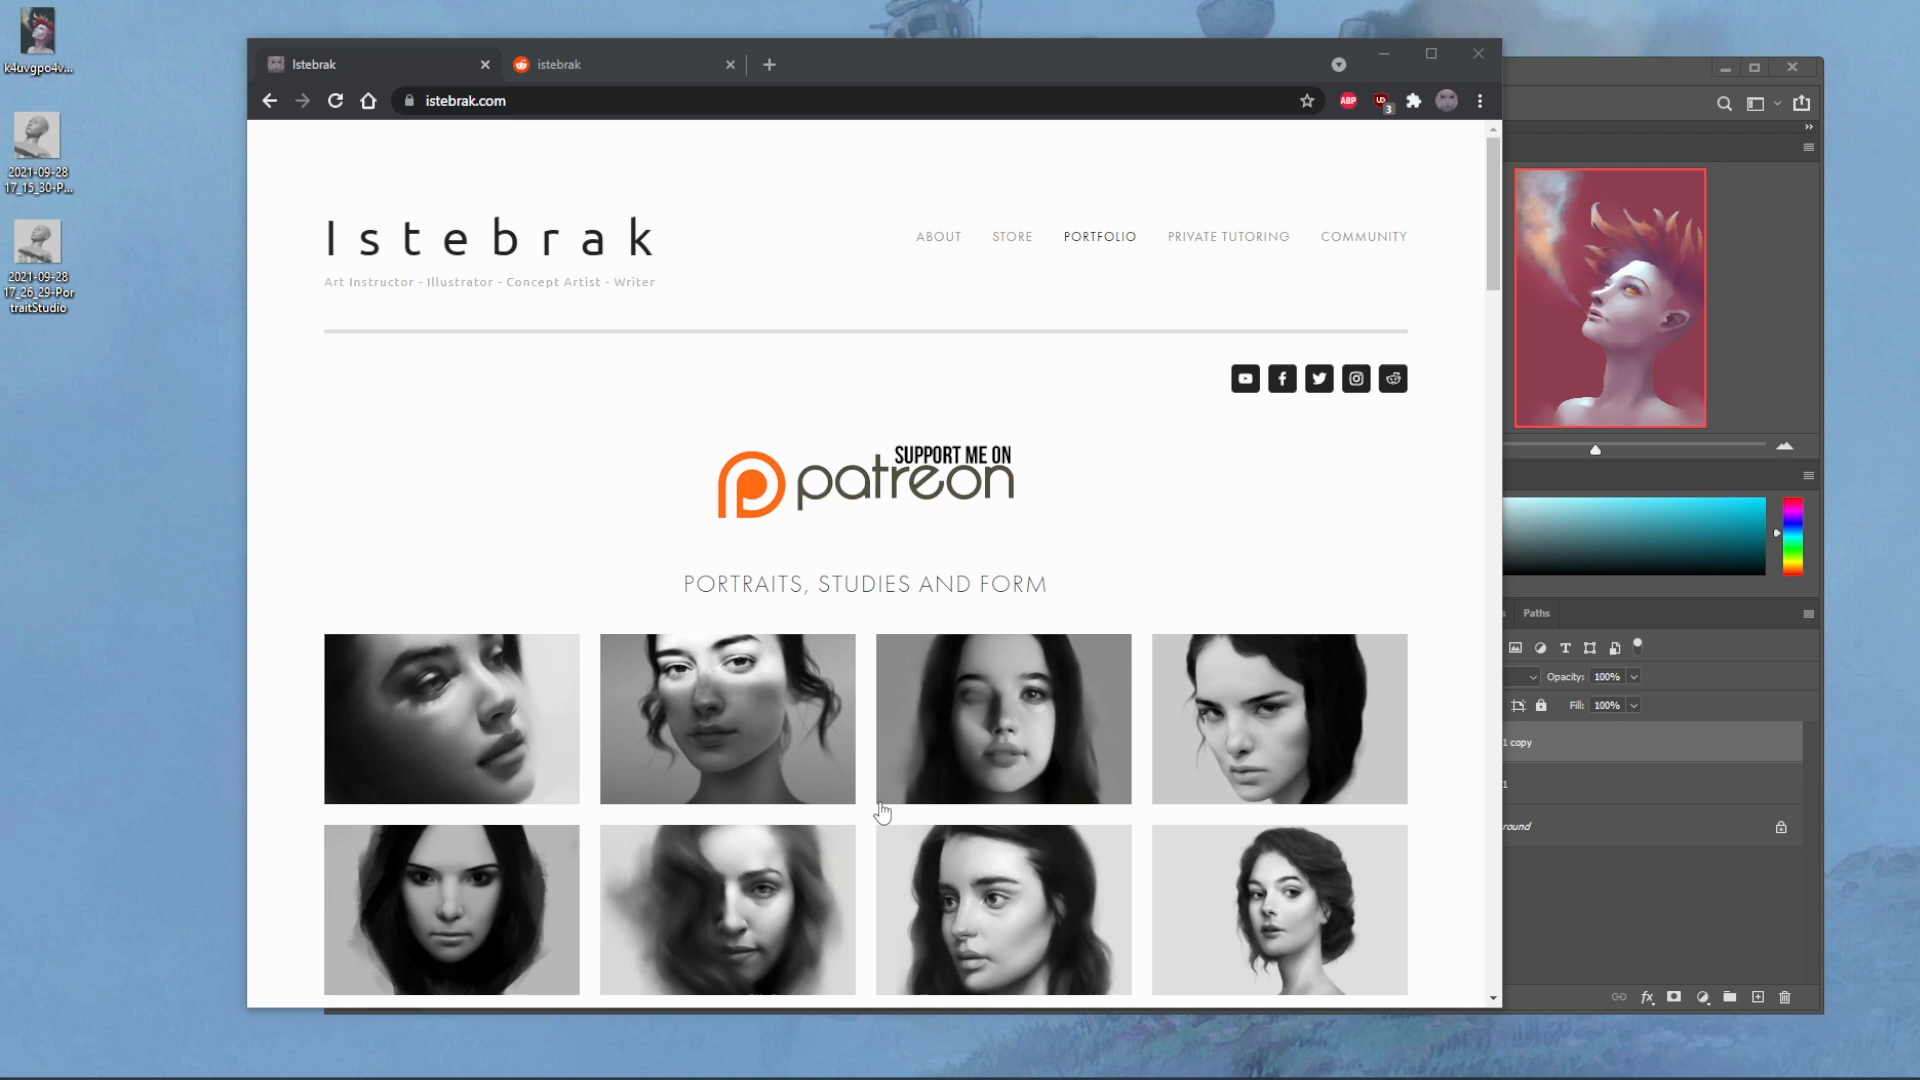 k4uvgpo4v...
2021-09-28
17_15_30-P...
2021-09-28
17_26_29-Por
traitStudio
Istebrak
istebrak
istebrak.com
ABP
3
Istebrak
Art Instructor - Illustrator - Concept Artist - Writer
ABOUT
STORE
PORTFOLIO
PRIVATE TUTORING
COMMUNITY
SUPPORT ME ON
patreon
PORTRAITS, STUDIES AND FORM
Paths
Opacity: 100%
Fill: 100%
1 copy
1
round
fx